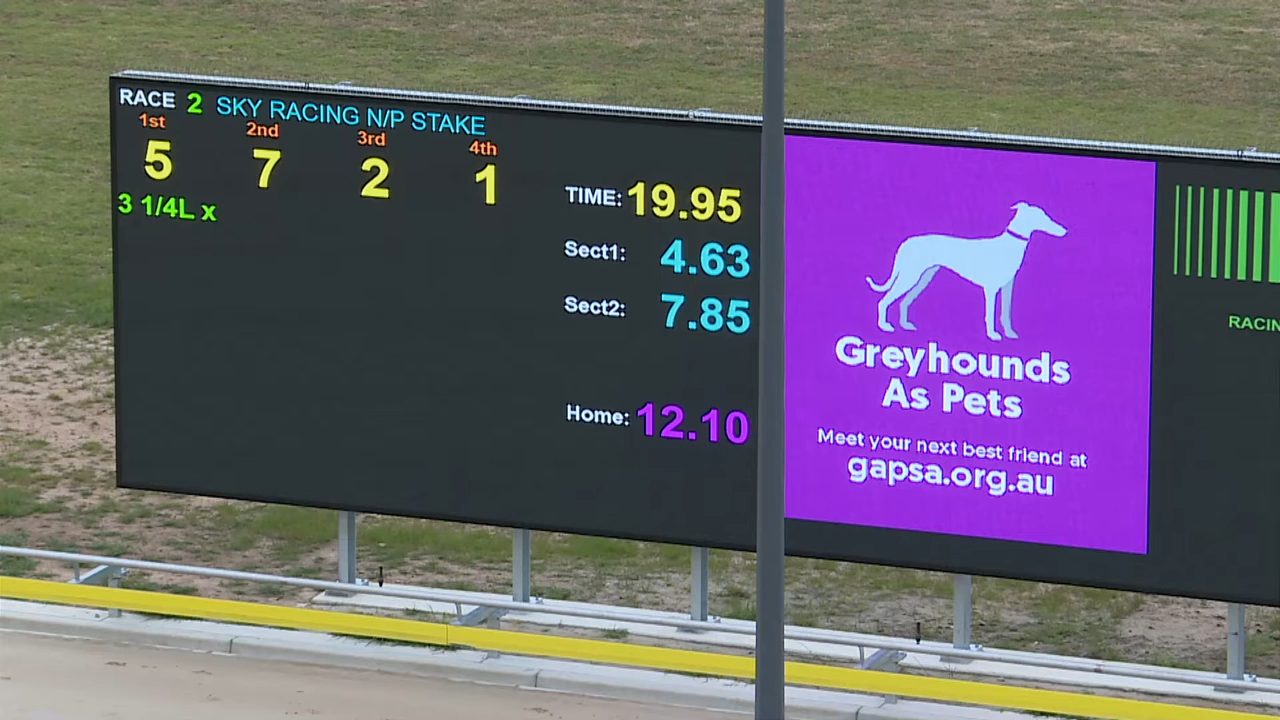 RACE 2 SKY RACING N/P STAKE
1st 2nd 3rd 4th
5 7 2 1
3 1/4L x
TIME: 19.95
Sect1: 4.63
Sect2: 7.85
Home: 12.10
Greyhounds
As Pets
Meet your next best friend at
gapsa.org.au